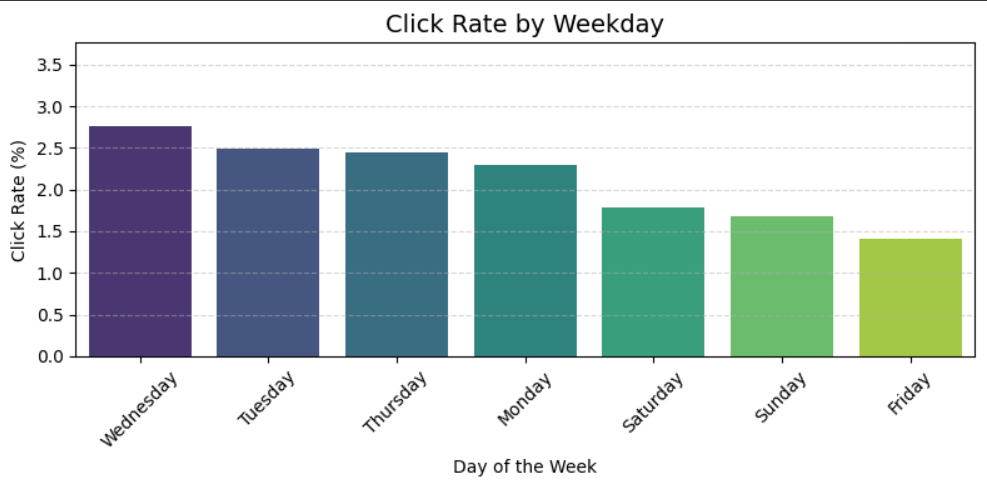 Click Rate by Weekday
Click Rate (%)
3.5
3.0
2.5
2.0
1.5
1.0
0.5
0.0
Wednesday
Tuesday
Thursday
Monday
Saturday
Sunday
Friday
Day of the Week